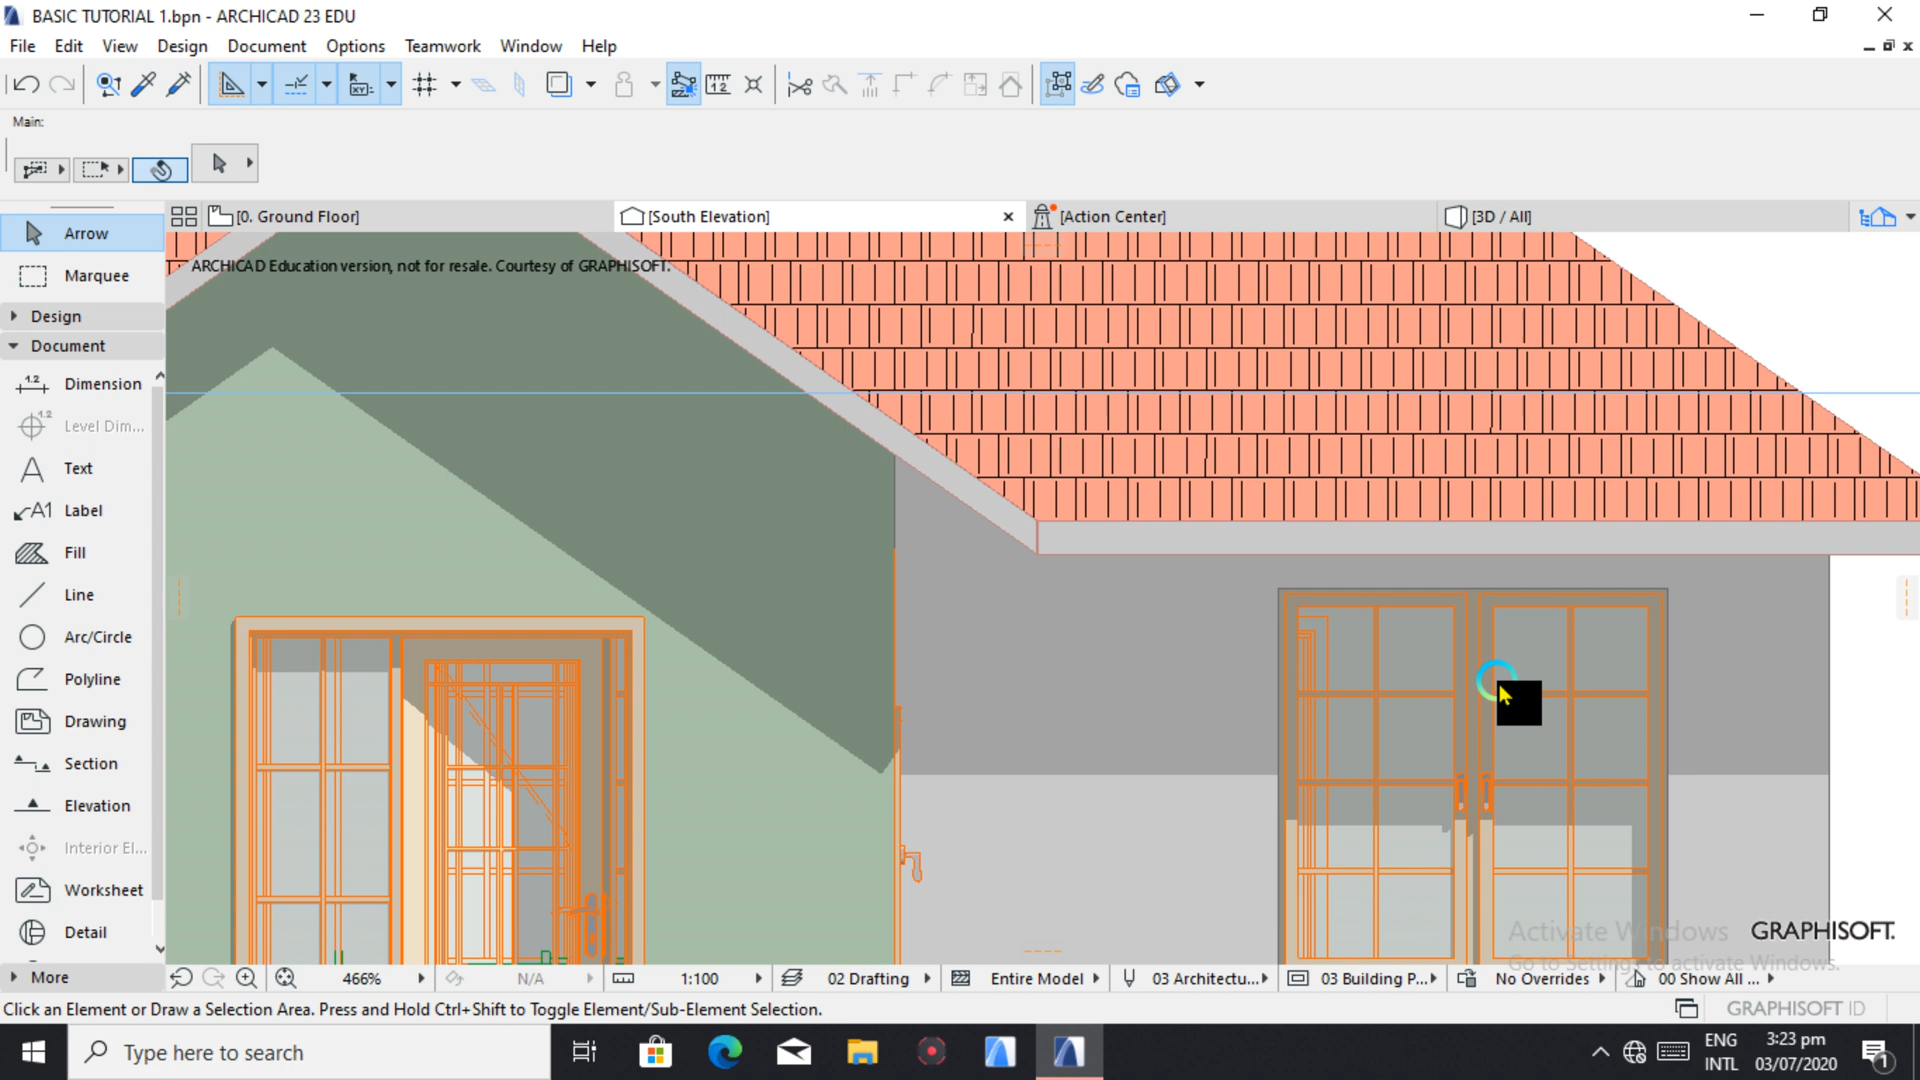 BASIC TUTORIAL 1.bpn - ARCHICAD 23 EDU
File Edit View Design Document Options Teamwork Window Help
Main:
[0. Ground Floor]
[South Elevation]
[Action Center]
[3D / All]
Arrow
Marquee
Design
Document
1.2 Dimension
1.2 Level Dim...
A Text
A1 Label
Fill
Line
Arc/Circle
Polyline
Drawing
Section
Elevation
Interior El...
Worksheet
Detail
More
ARCHICAD Education version, not for resale. Courtesy of GRAPHISOFT.
Activate Windows
Go to Settings to activate Windows.
GRAPHISOFT.
466% N/A 1:100 02 Drafting Entire Model 03 Architectu... 03 Building P... No Overrides 00 Show All ...
Click an Element or Draw a Selection Area. Press and Hold Ctrl+Shift to Toggle Element/Sub-Element Selection.
GRAPHISOFT ID
Type here to search
ENG
INTL
3:23 pm
03/07/2020
1